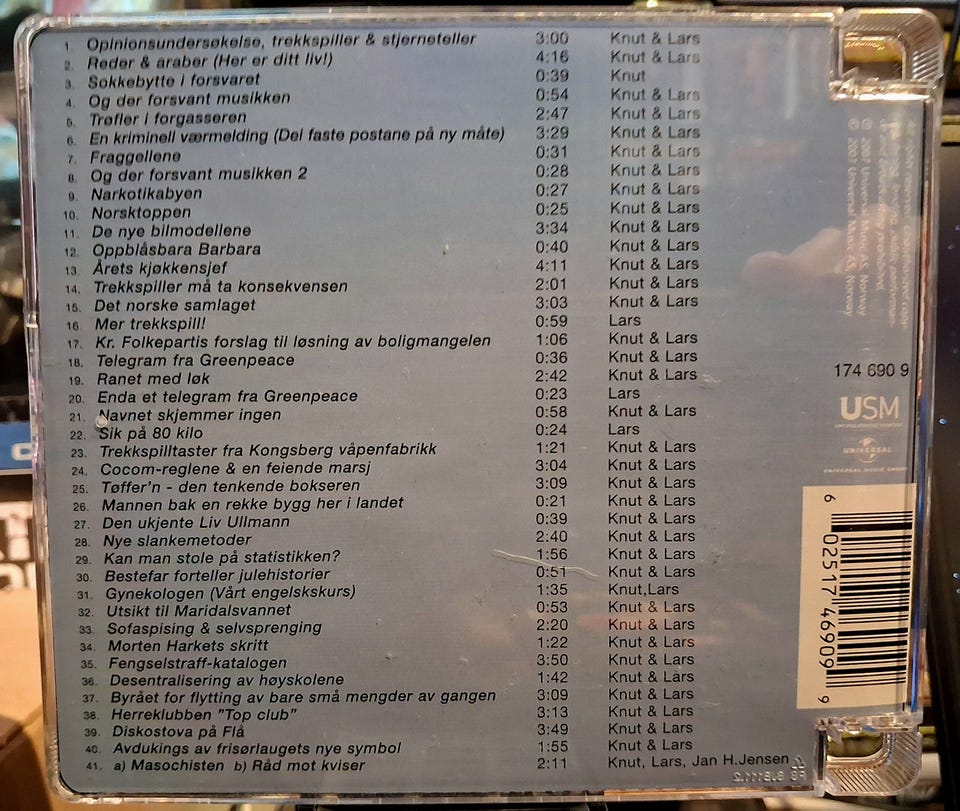 1. Opinionsundersøkelse, trekkspiller & stjerneteller 3:00 Knut & Lars
2. Reder & araber (Her er ditt liv!) 4:16 Knut & Lars
3. Sokkebytte i forsvaret 0:39 Knut
4. Og der forsvant musikken 0:54 Knut & Lars
5. Trøfler i forgasseren 2:47 Knut & Lars
6. En kriminell værmelding (Dei faste postane på ny måte) 3:29 Knut & Lars
7. Fraggellene 0:31 Knut & Lars
8. Og der forsvant musikken 2 0:28 Knut & Lars
9. Narkotikabyen 0:27 Knut & Lars
10. Norsktoppen 0:25 Knut & Lars
11. De nye bilmodellene 3:34 Knut & Lars
12. Oppblåsbara Barbara 0:40 Knut & Lars
13. Årets kjøkkensjef 4:11 Knut & Lars
14. Trekkspiller må ta konsekvensen 2:01 Knut & Lars
15. Det norske samlaget 3:03 Knut & Lars
16. Mer trekkspill! 0:59 Lars
17. Kr. Folkepartis forslag til løsning av boligmangelen 1:06 Knut & Lars
18. Telegram fra Greenpeace 0:36 Knut & Lars
19. Ranet med løk 2:42 Knut & Lars
20. Enda et telegram fra Greenpeace 0:23 Lars
21. Navnet skjemmer ingen 0:58 Knut & Lars
22. Sik på 80 kilo 0:24 Lars
23. Trekkspilltaster fra Kongsberg våpenfabrikk 1:21 Knut & Lars
24. Cocom-reglene & en feiende marsj 3:04 Knut & Lars
25. Tøffer'n - den tenkende bokseren 3:09 Knut & Lars
26. Mannen bak en rekke bygg her i landet 0:21 Knut & Lars
27. Den ukjente Liv Ullmann 0:39 Knut & Lars
28. Nye slankemetoder 2:40 Knut & Lars
29. Kan man stole på statistikken? 1:56 Knut & Lars
30. Bestefar forteller julehistorier 0:51 Knut & Lars
31. Gynekologen (Vårt engelskskurs) 1:35 Knut,Lars
32. Utsikt til Maridalsvannet 0:53 Knut & Lars
33. Sofaspising & selvsprenging 2:20 Knut & Lars
34. Morten Harkets skritt 1:22 Knut & Lars
35. Fengselstraff-katalogen 3:50 Knut & Lars
36. Desentralisering av høyskolene 1:42 Knut & Lars
37. Byrået for flytting av bare små mengder av gangen 3:09 Knut & Lars
38. Herreklubben "Top club" 3:13 Knut & Lars
39. Diskostova på Flå 3:49 Knut & Lars
40. Avdukings av frisørlaugets nye symbol 1:55 Knut & Lars
41. a) Masochisten b) Råd mot kviser 2:11 Knut, Lars, Jan H.Jensen
℗ 2007 Universal Music AS, Norway
© 2007 Universal Music AS, Norway
174 690 9
USM
UNIVERSAL
UNIVERSAL MUSIC GROUP
6 02517 46909 9